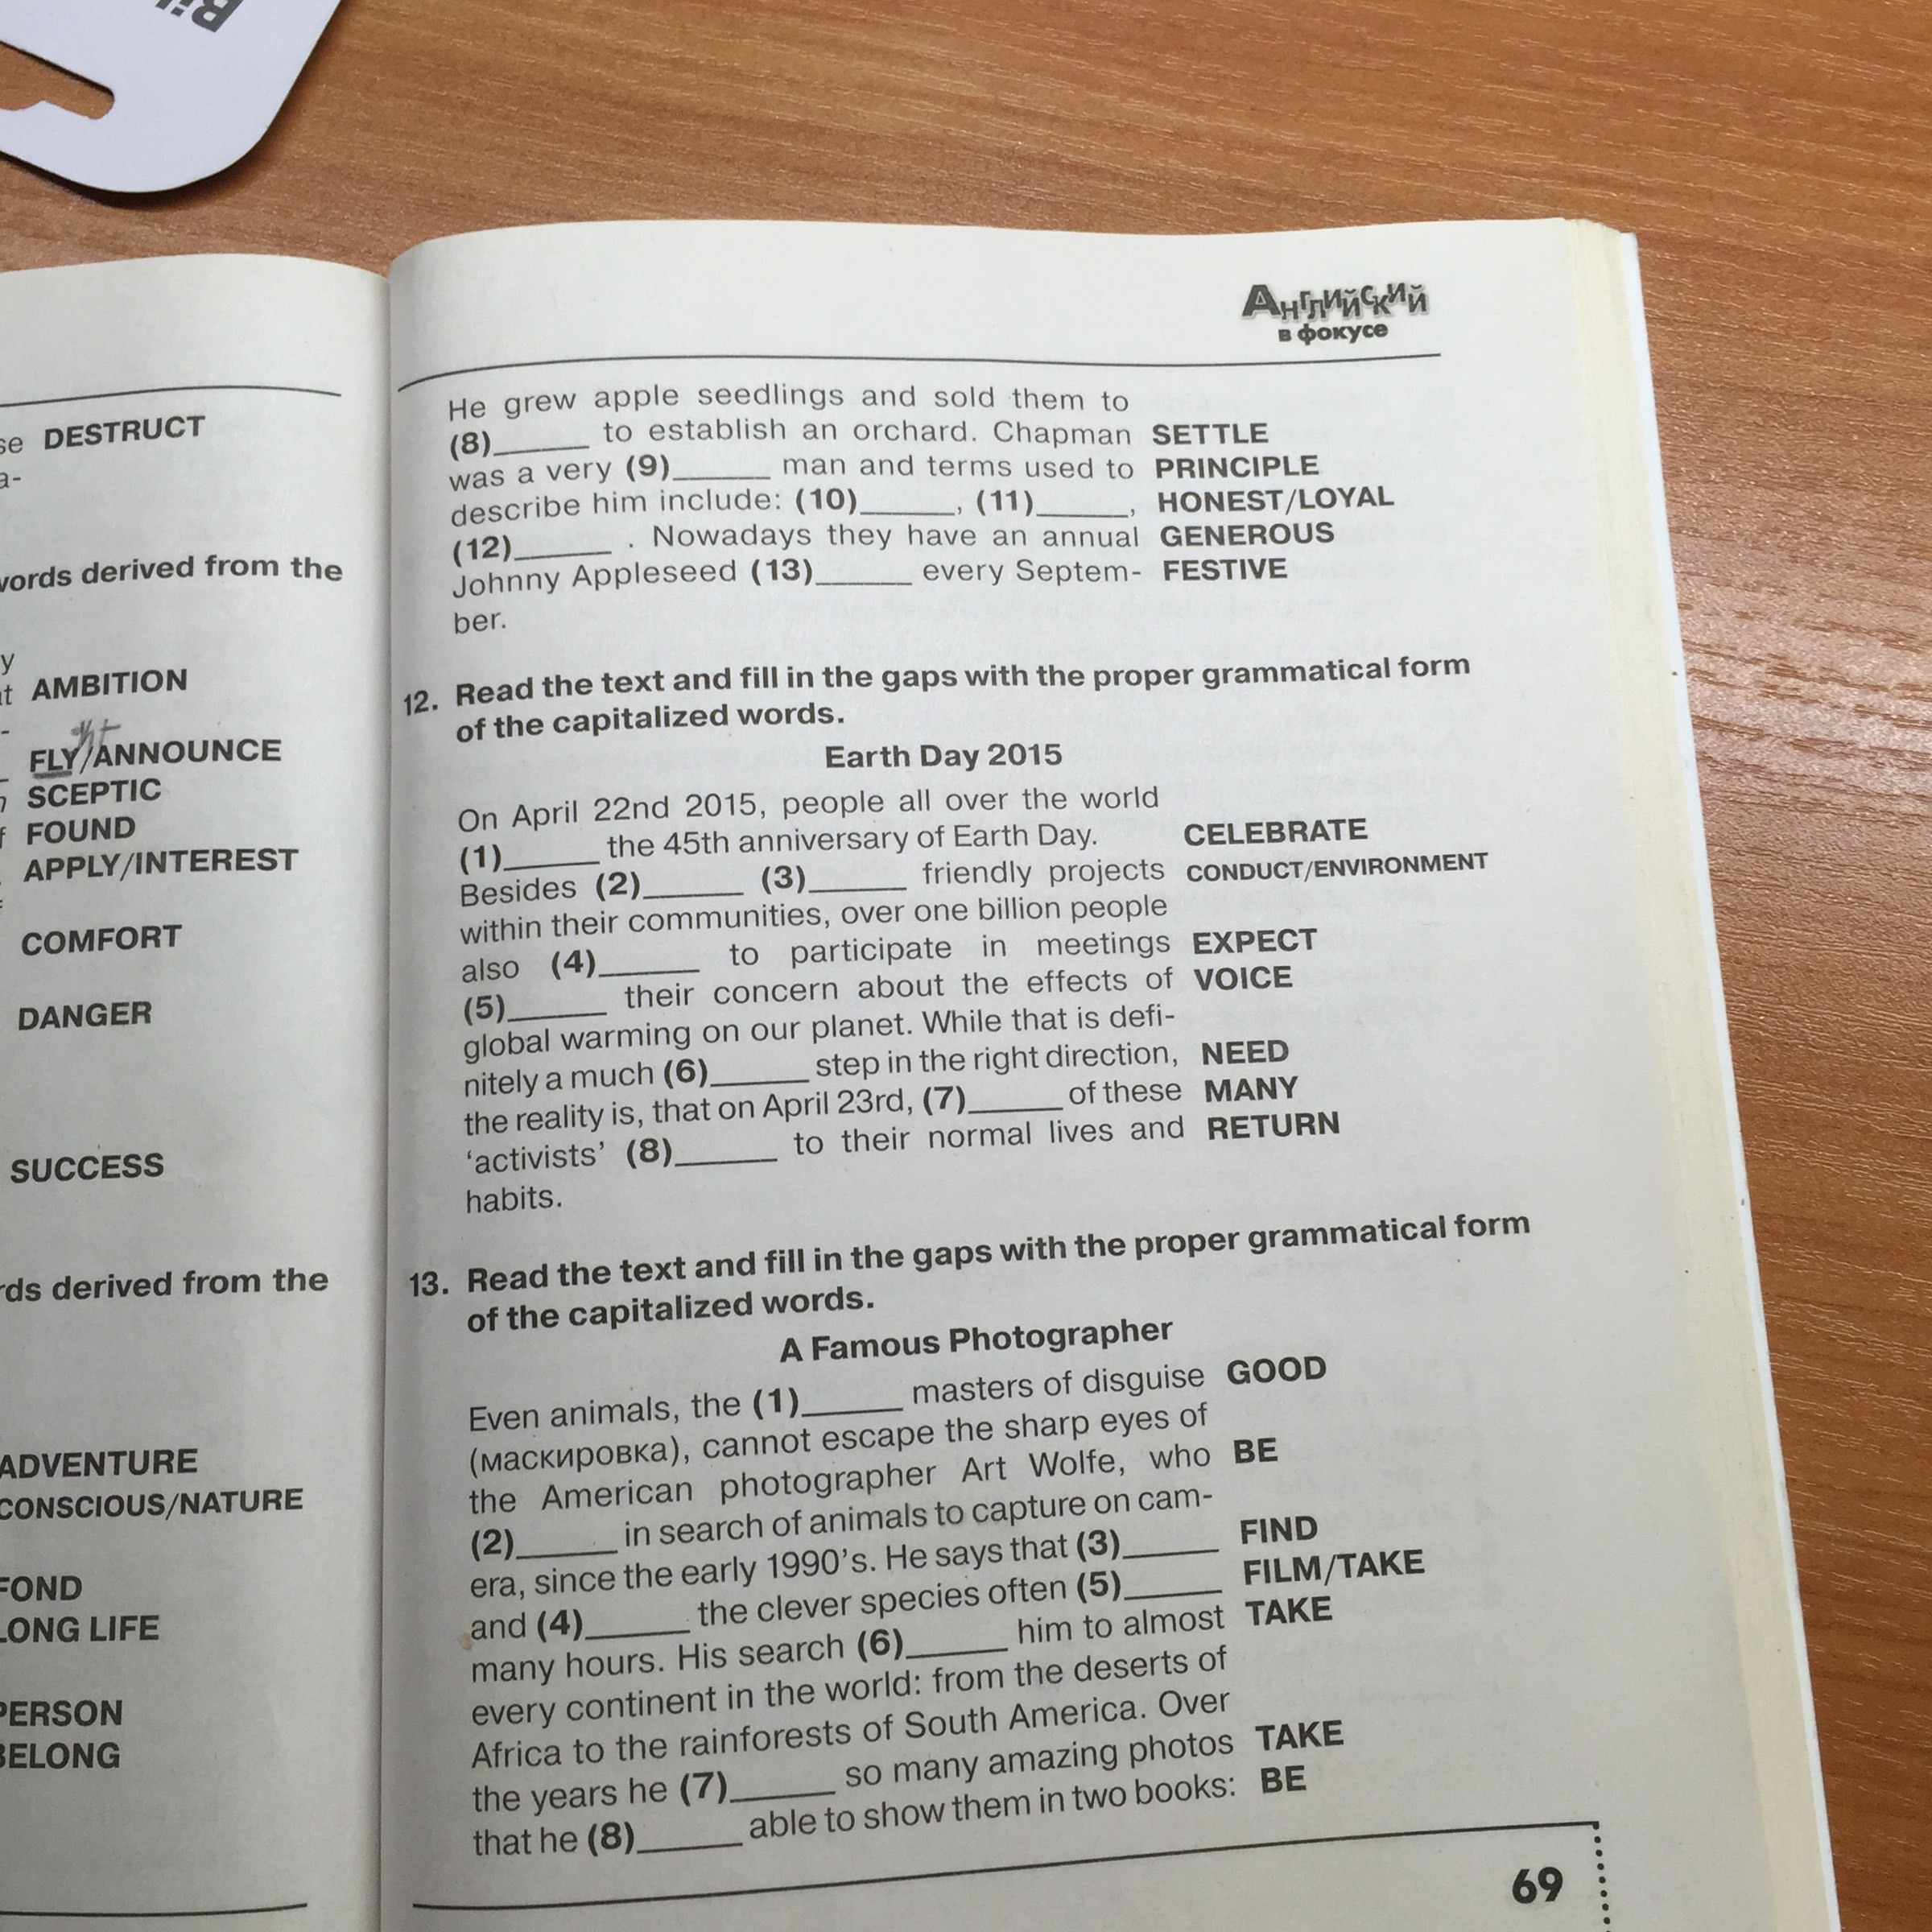 DESTRUCT
words derived from the
AMBITION
FLY/ANNOUNCE
SCEPTIC
FOUND
APPLY/INTEREST
COMFORT
DANGER
SUCCESS
derived from the
ADVENTURE
CONSCIOUS/NATURE
FOND
LONG LIFE
PERSON
BELONG
Английский
в фокусе
He grew apple seedlings and sold them to
(8)______ to establish an orchard. Chapman SETTLE
was a very (9)______ man and terms used to PRINCIPLE
describe him include: (10)______, (11)______, HONEST/LOYAL
(12)______ . Nowadays they have an annual GENEROUS
Johnny Appleseed (13)______ every Septem- FESTIVE
ber.
12. Read the text and fill in the gaps with the proper grammatical form
of the capitalized words.
Earth Day 2015
On April 22nd 2015, people all over the world
(1)______ the 45th anniversary of Earth Day. CELEBRATE
Besides (2)______ (3)______ friendly projects CONDUCT/ENVIRONMENT
within their communities, over one billion people
also (4)______ to participate in meetings EXPECT
(5)______ their concern about the effects of VOICE
global warming on our planet. While that is defi-
nitely a much (6)______ step in the right direction, NEED
the reality is, that on April 23rd, (7)______ of these MANY
‘activists’ (8)______ to their normal lives and RETURN
habits.
13. Read the text and fill in the gaps with the proper grammatical form
of the capitalized words.
A Famous Photographer
Even animals, the (1)______ masters of disguise GOOD
(маскировка), cannot escape the sharp eyes of
the American photographer Art Wolfe, who BE
(2)______ in search of animals to capture on cam-
era, since the early 1990’s. He says that (3)______ FIND
and (4)______ the clever species often (5)______ FILM/TAKE
many hours. His search (6)______ him to almost TAKE
every continent in the world: from the deserts of
Africa to the rainforests of South America. Over
the years he (7)______ so many amazing photos TAKE
that he (8)______ able to show them in two books: BE
69